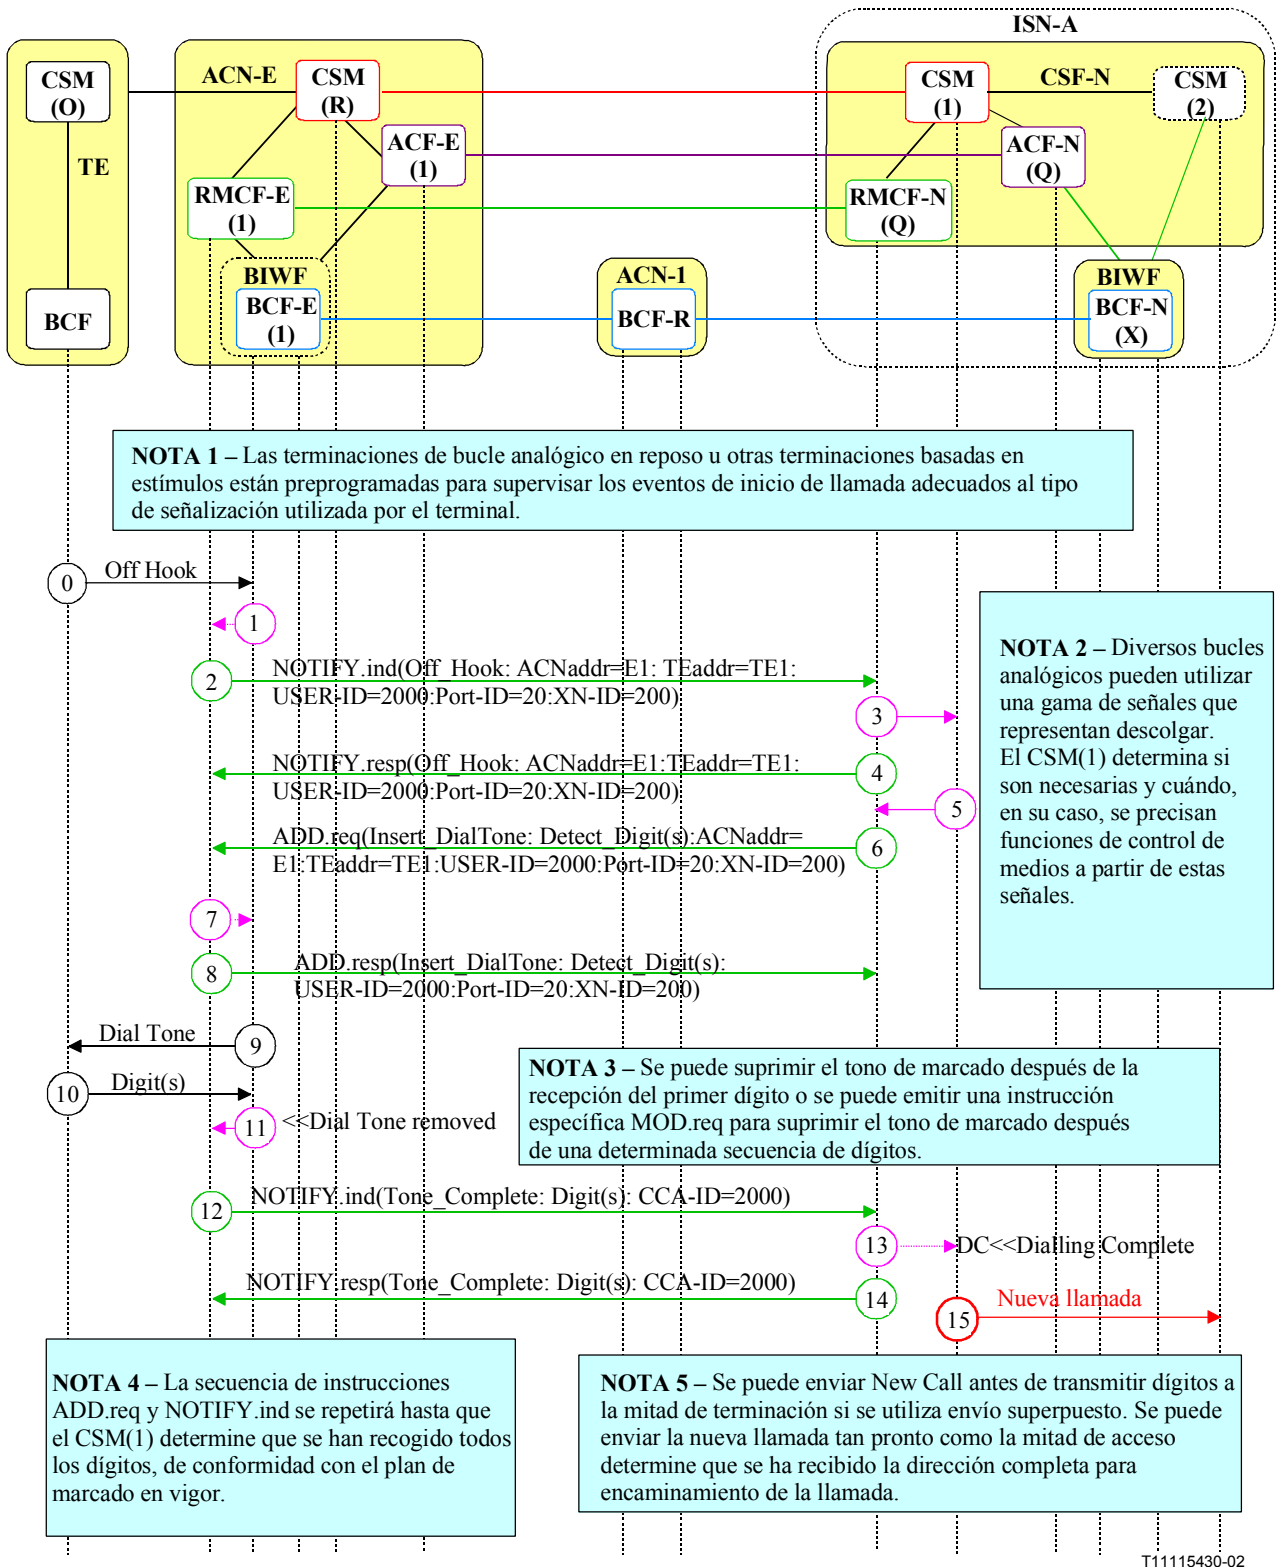 ISN-A
CSM
(O)
TE
BCF
ACN-E
CSM
(R)
ACF-E
(1)
RMCF-E
(1)
BIWF
BCF-E
(1)
ACN-1
BCF-R
CSM
(1)
CSF-N
CSM
(2)
ACF-N
(Q)
RMCF-N
(Q)
BIWF
BCF-N
(X)
NOTA 1 – Las terminaciones de bucle analógico en reposo u otras terminaciones basadas en
estímulos están preprogramadas para supervisar los eventos de inicio de llamada adecuados al tipo
de señalización utilizada por el terminal.
0
Off Hook
1
2
NOTIFY.ind(Off_Hook: ACNaddr=E1: TEaddr=TE1:
USER-ID=2000:Port-ID=20:XN-ID=200)
3
NOTIFY.resp(Off_Hook: ACNaddr=E1:TEaddr=TE1:
USER-ID=2000:Port-ID=20:XN-ID=200)
4
5
ADD.req(Insert_DialTone: Detect_Digit(s):ACNaddr=
E1:TEaddr=TE1:USER-ID=2000:Port-ID=20:XN-ID=200)
6
7
8
ADD.resp(Insert_DialTone: Detect_Digit(s):
USER-ID=2000:Port-ID=20:XN-ID=200)
NOTA 2 – Diversos bucles
analógicos pueden utilizar
una gama de señales que
representan descolgar.
El CSM(1) determina si
son necesarias y cuándo,
en su caso, se precisan
funciones de control de
medios a partir de estas
señales.
Dial Tone
9
10
Digit(s)
11
<<Dial Tone removed
NOTA 3 – Se puede suprimir el tono de marcado después de la
recepción del primer dígito o se puede emitir una instrucción
específica MOD.req para suprimir el tono de marcado después
de una determinada secuencia de dígitos.
12
NOTIFY.ind(Tone_Complete: Digit(s): CCA-ID=2000)
13
DC<<Dialling Complete
NOTIFY.resp(Tone_Complete: Digit(s): CCA-ID=2000)
14
15
Nueva llamada
NOTA 4 – La secuencia de instrucciones
ADD.req y NOTIFY.ind se repetirá hasta que
el CSM(1) determine que se han recogido todos
los dígitos, de conformidad con el plan de
marcado en vigor.
NOTA 5 – Se puede enviar New Call antes de transmitir dígitos a
la mitad de terminación si se utiliza envío superpuesto. Se puede
enviar la nueva llamada tan pronto como la mitad de acceso
determine que se ha recibido la dirección completa para
encaminamiento de la llamada.
T11115430-02